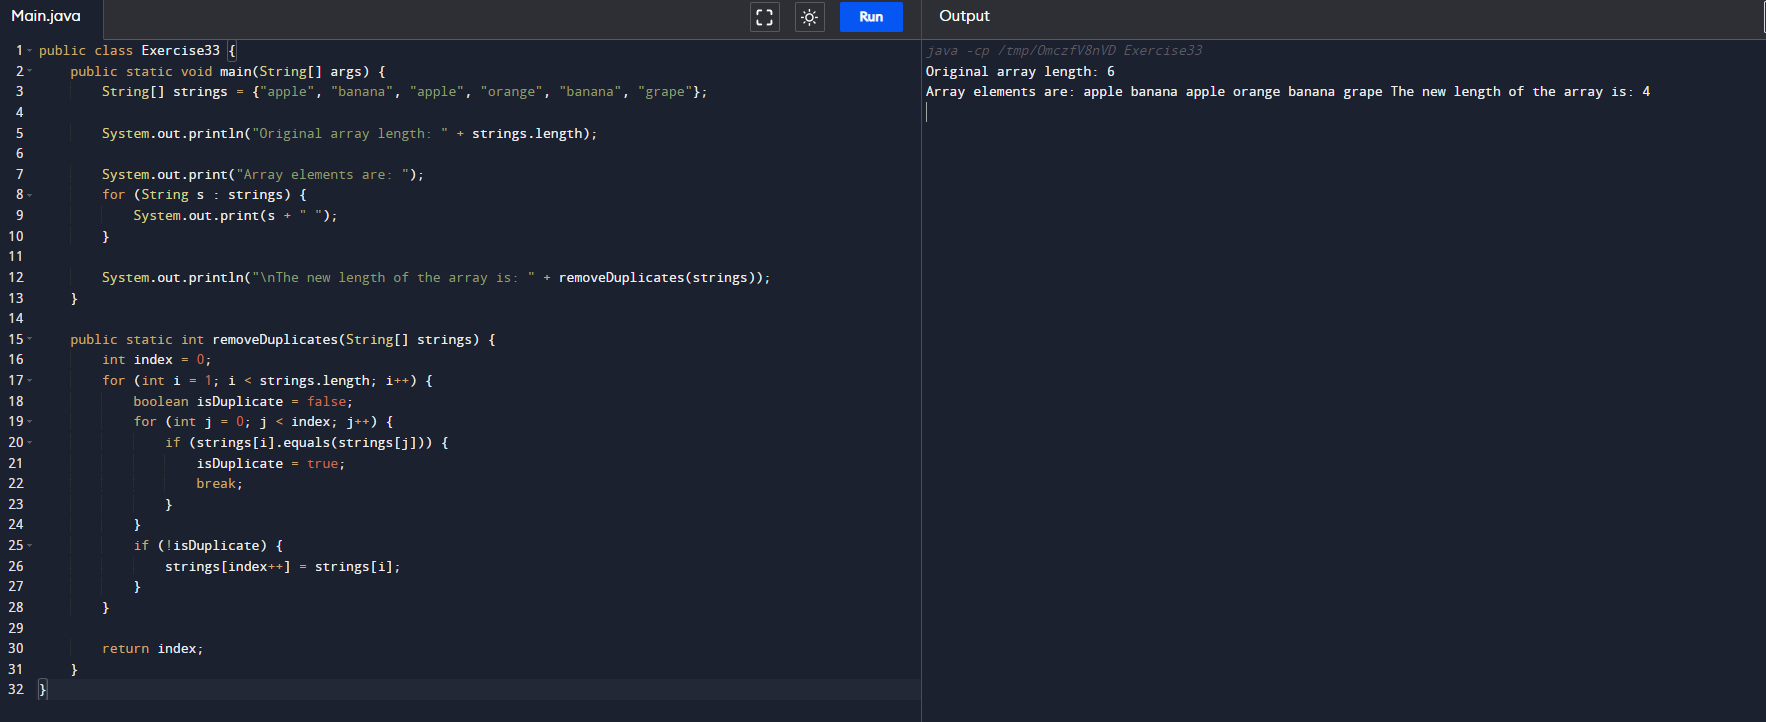 Main.java
Run
Output
1 public class Exercise33 {
2     public static void main(String[] args) {
3         String[] strings = {"apple", "banana", "apple", "orange", "banana", "grape"};
4
5         System.out.println("Original array length: " + strings.length);
6
7         System.out.print("Array elements are: ");
8         for (String s : strings) {
9             System.out.print(s + " ");
10         }
11
12         System.out.println("\nThe new length of the array is: " + removeDuplicates(strings));
13     }
14
15     public static int removeDuplicates(String[] strings) {
16         int index = 0;
17         for (int i = 1; i < strings.length; i++) {
18             boolean isDuplicate = false;
19             for (int j = 0; j < index; j++) {
20                 if (strings[i].equals(strings[j])) {
21                     isDuplicate = true;
22                     break;
23                 }
24             }
25             if (!isDuplicate) {
26                 strings[index++] = strings[i];
27             }
28         }
29
30         return index;
31     }
32 }
java -cp /tmp/OmczfV8nVD Exercise33
Original array length: 6
Array elements are: apple banana apple orange banana grape The new length of the array is: 4